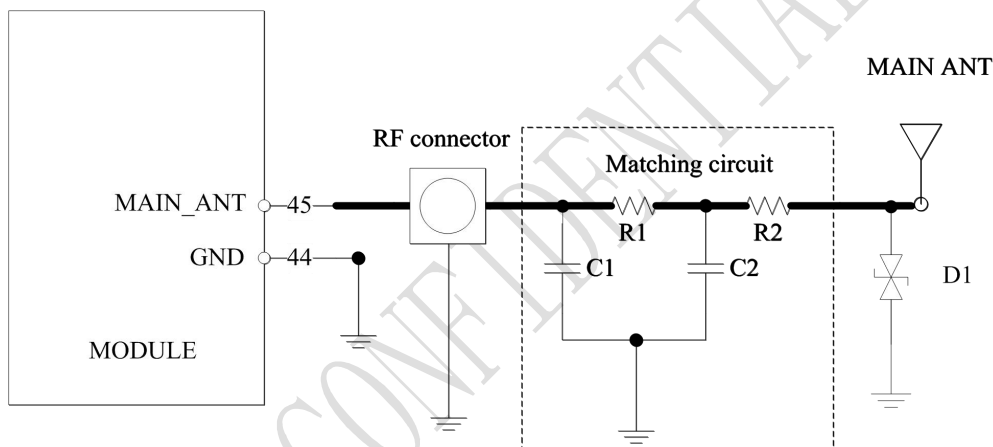 MAIN ANT
RF connector
Matching circuit
MAIN_ANT
45
R1
R2
GND
44
C1
C2
D1
MODULE
CONFIDENTIAL